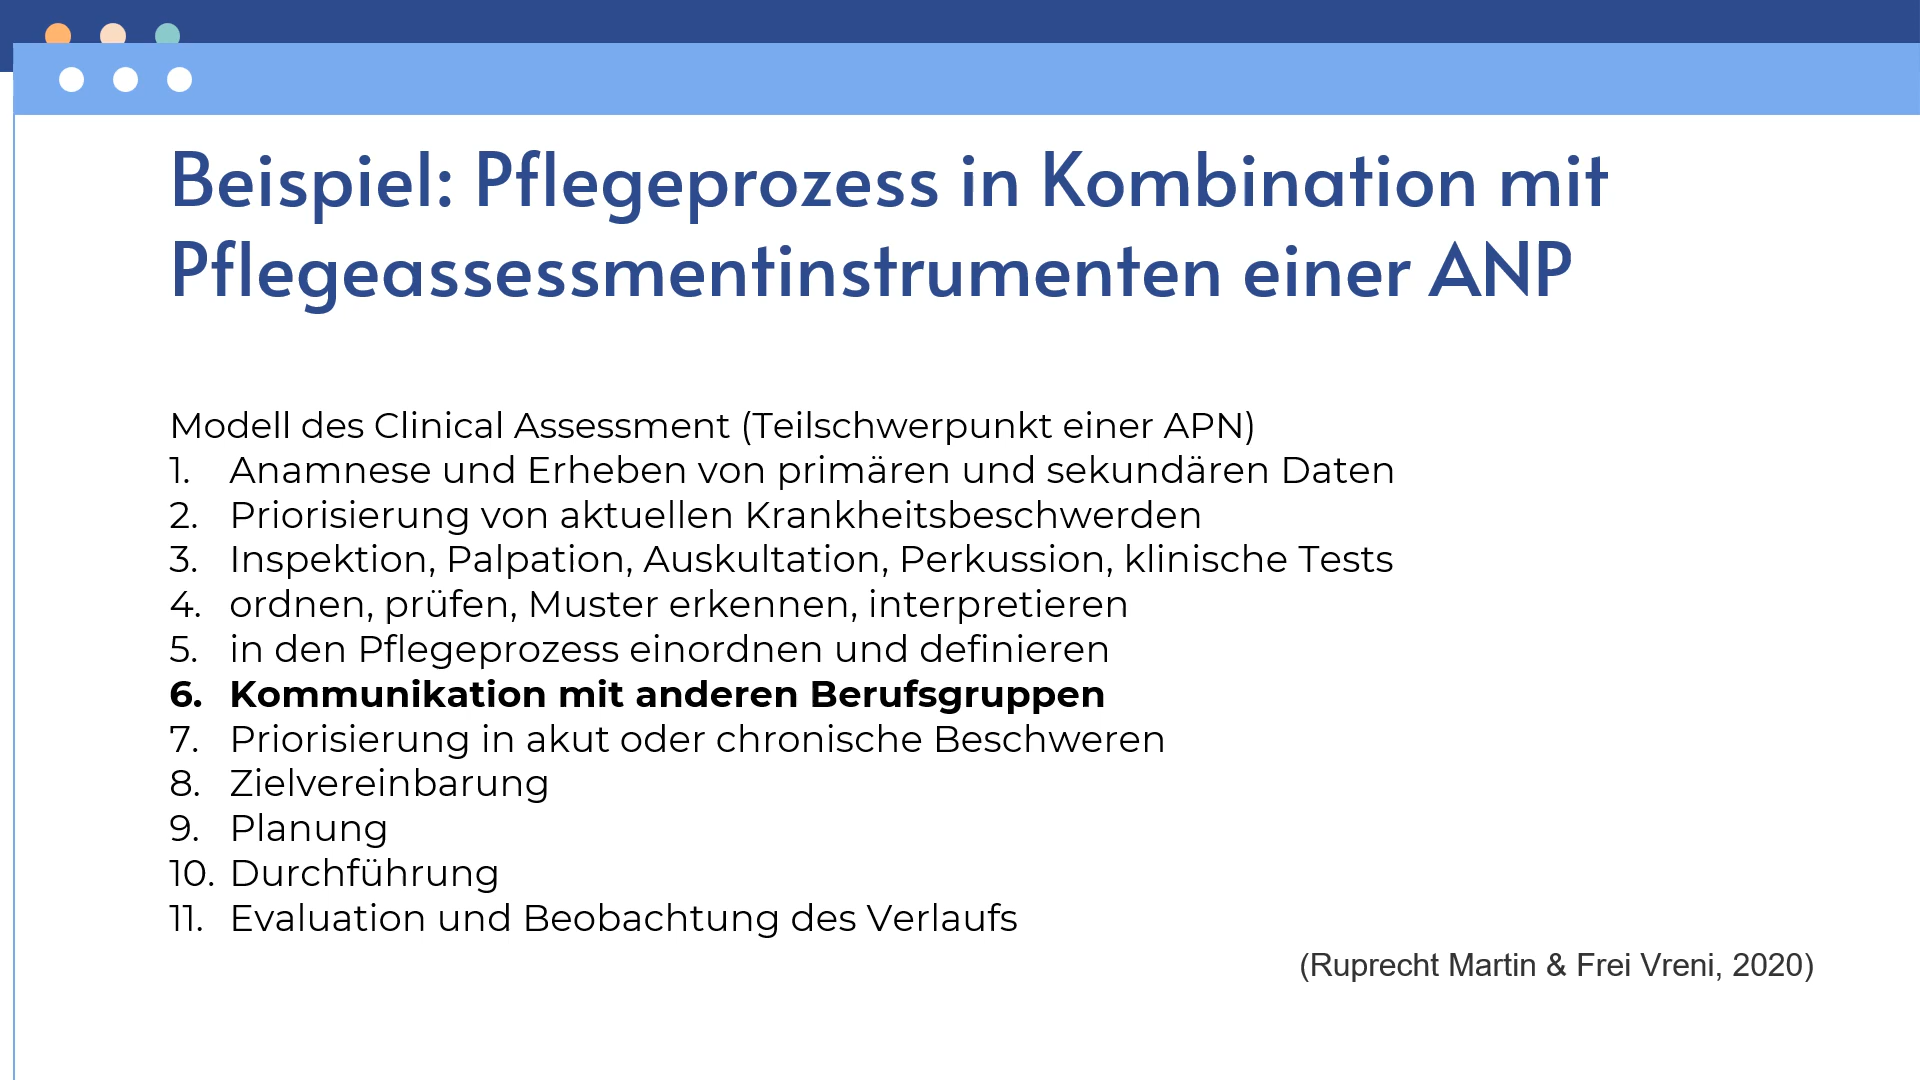 Beispiel: Pflegeprozess in Kombination mit
Pflegeassessmentinstrumenten einer ANP
Modell des Clinical Assessment (Teilschwerpunkt einer APN)
1. Anamnese und Erheben von primären und sekundären Daten
2. Priorisierung von aktuellen Krankheitsbeschwerden
3. Inspektion, Palpation, Auskultation, Perkussion, klinische Tests
4. ordnen, prüfen, Muster erkennen, interpretieren
5. in den Pflegeprozess einordnen und definieren
6. Kommunikation mit anderen Berufsgruppen
7. Priorisierung in akut oder chronische Beschweren
8. Zielvereinbarung
9. Planung
10. Durchführung
11. Evaluation und Beobachtung des Verlaufs
(Ruprecht Martin & Frei Vreni, 2020)